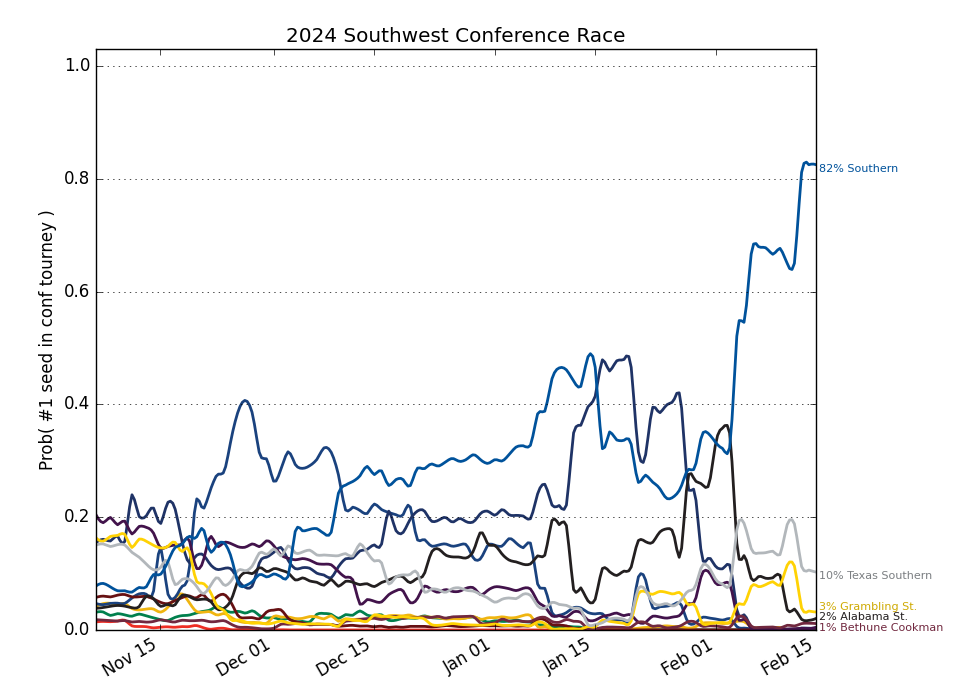 2024 Southwest Conference Race
Prob( #1 seed in conf tourney )
1.0
0.8
0.6
0.4
0.2
0.0
82% Southern
10% Texas Southern
3% Grambling St.
2% Alabama St.
1% Bethune Cookman
Nov 15
Dec 01
Dec 15
Jan 01
Jan 15
Feb 01
Feb 15